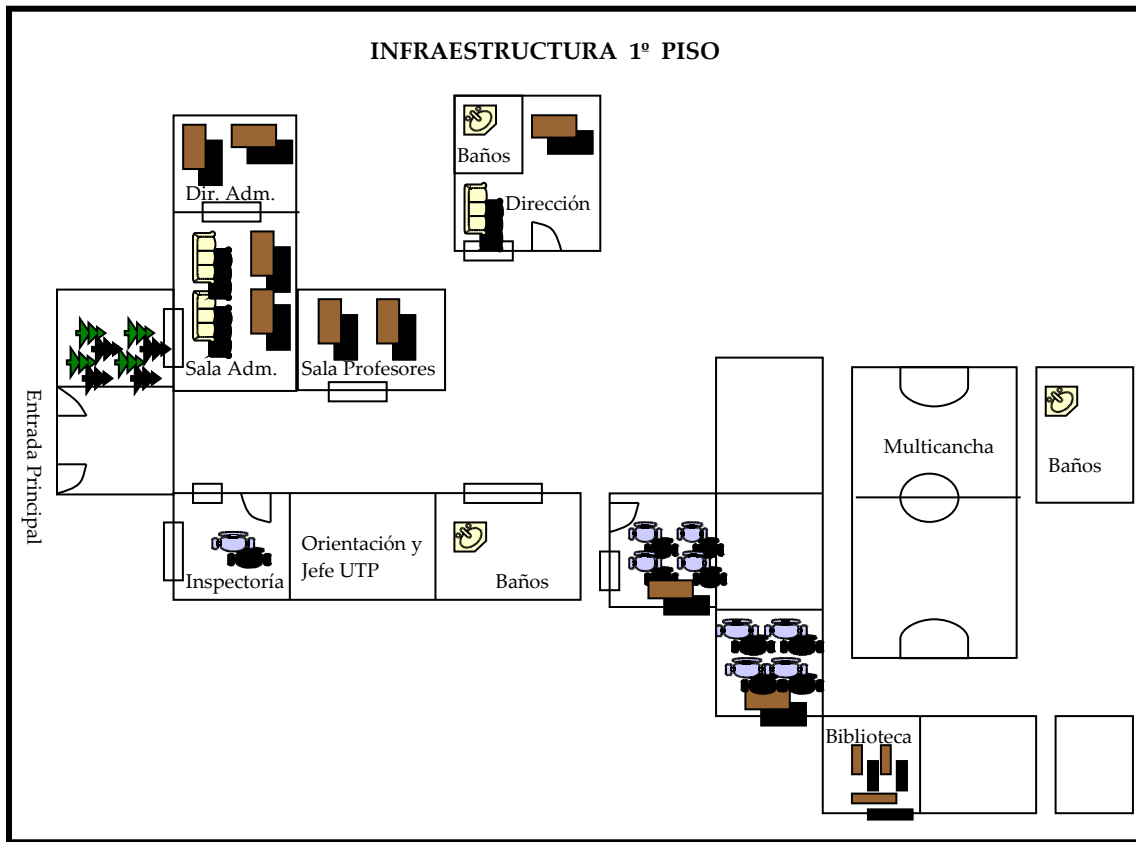 INFRAESTRUCTURA 1º PISO
Baños
Dir. Adm.
Dirección
Sala Adm.
Sala Profesores
Entrada Principal
Multicancha
Baños
Orientación y
Jefe UTP
Inspectoría
Baños
Biblioteca